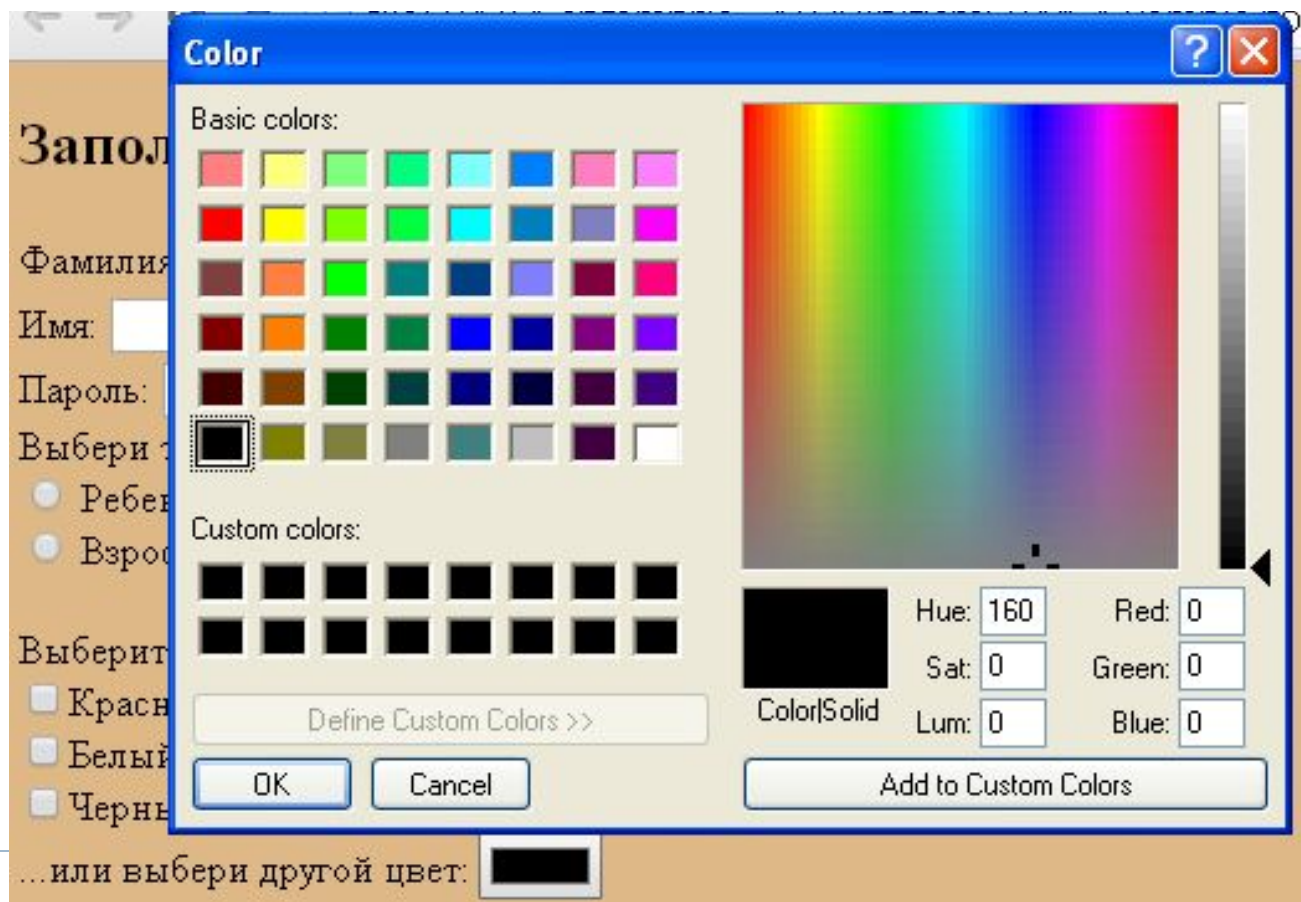 Color
Basic colors:
Custom colors:
Define Custom Colors >>
OK Cancel
Color|Solid
Hue: 160 Red: 0
Sat: 0 Green: 0
Lum: 0 Blue: 0
Add to Custom Colors
Запол
Фамилия
Имя:
Пароль:
Выбери т
Ребен
Взрос
Выберит
Красн
Белый
Черны
...или выбери другой цвет: